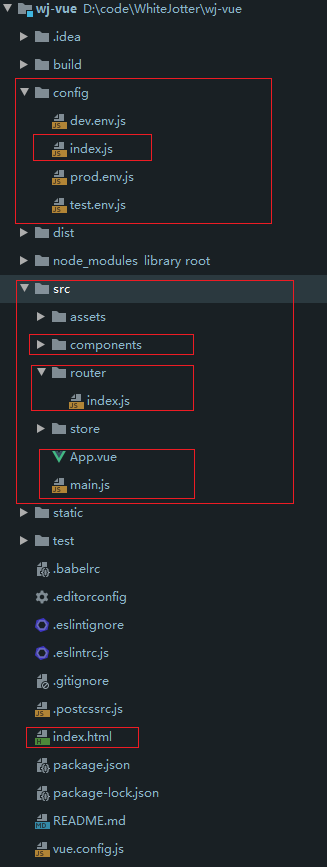 wj-vue D:\code\WhiteJotter\wj-vue
.idea
build
config
dev.env.js
index.js
prod.env.js
test.env.js
dist
node_modules library root
src
assets
components
router
index.js
store
App.vue
main.js
static
test
.babelrc
.editorconfig
.eslintignore
.eslintrc.js
.gitignore
.postcssrc.js
index.html
package.json
package-lock.json
README.md
vue.config.js